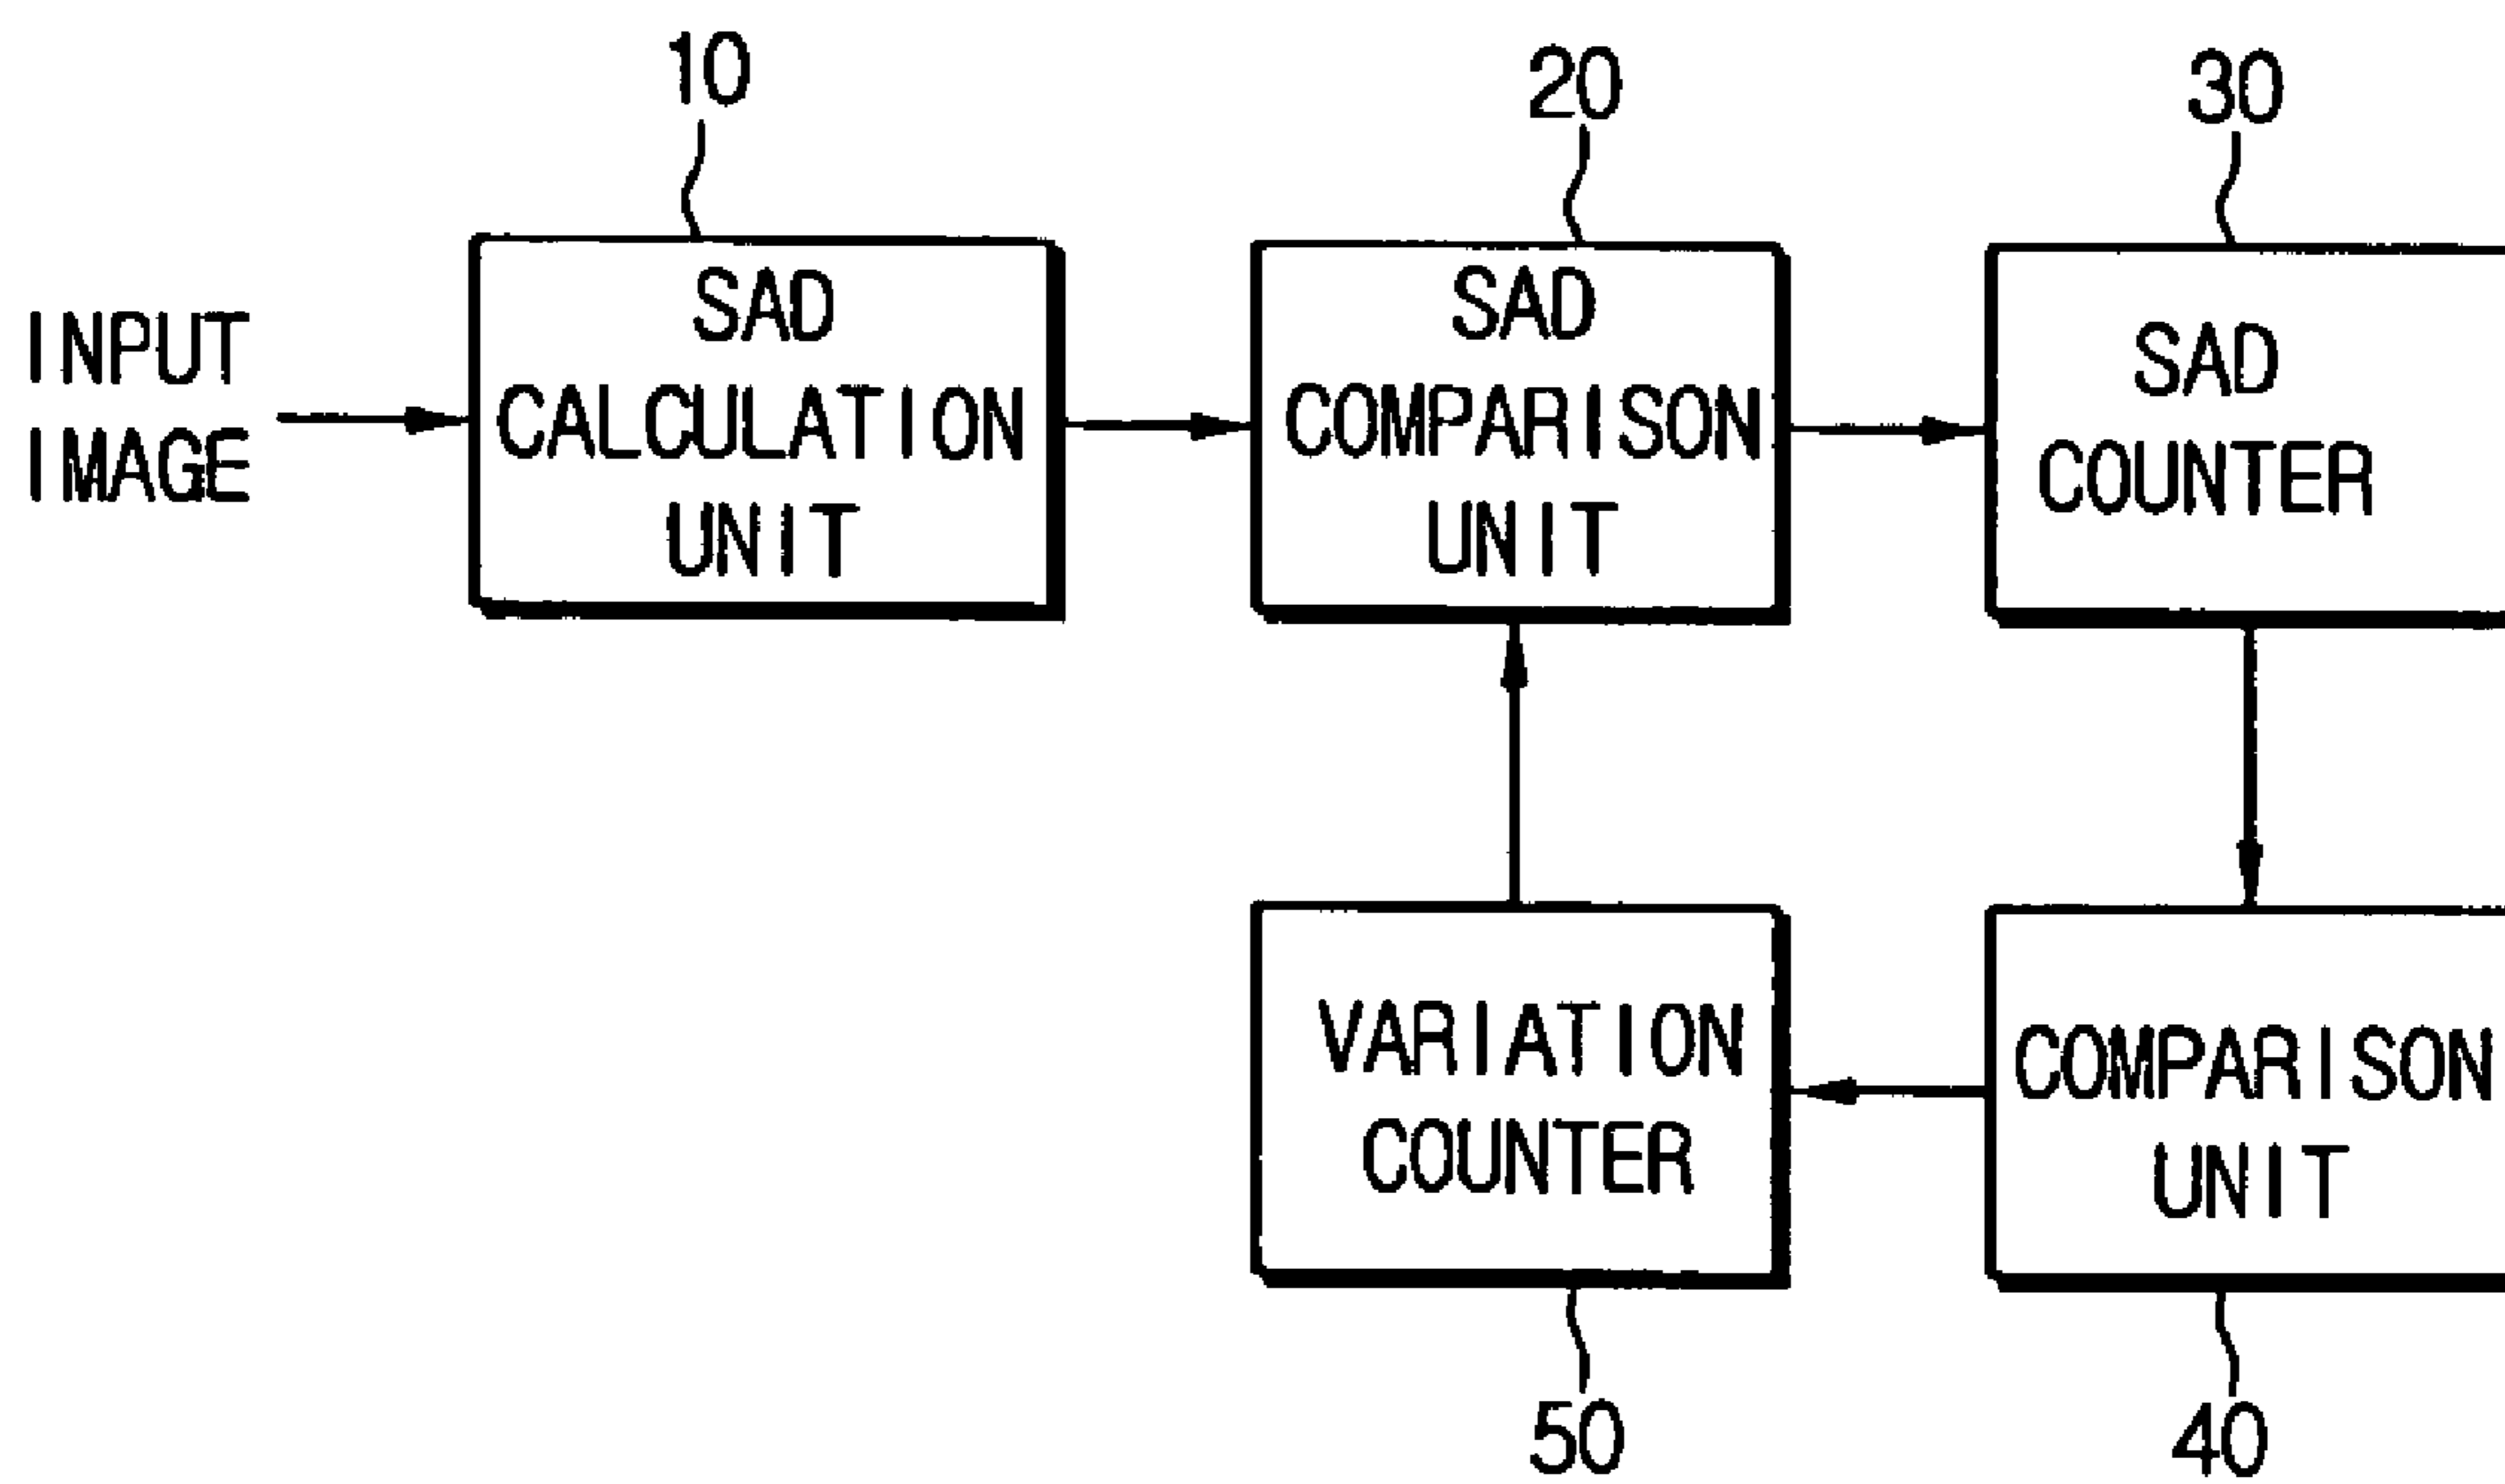 10
20
30
INPUT
IMAGE
SAD
CALCULATION
UNIT
SAD
COMPARISON
UNIT
SAD
COUNTER
VARIATION
COUNTER
COMPARISON
UNIT
50
40